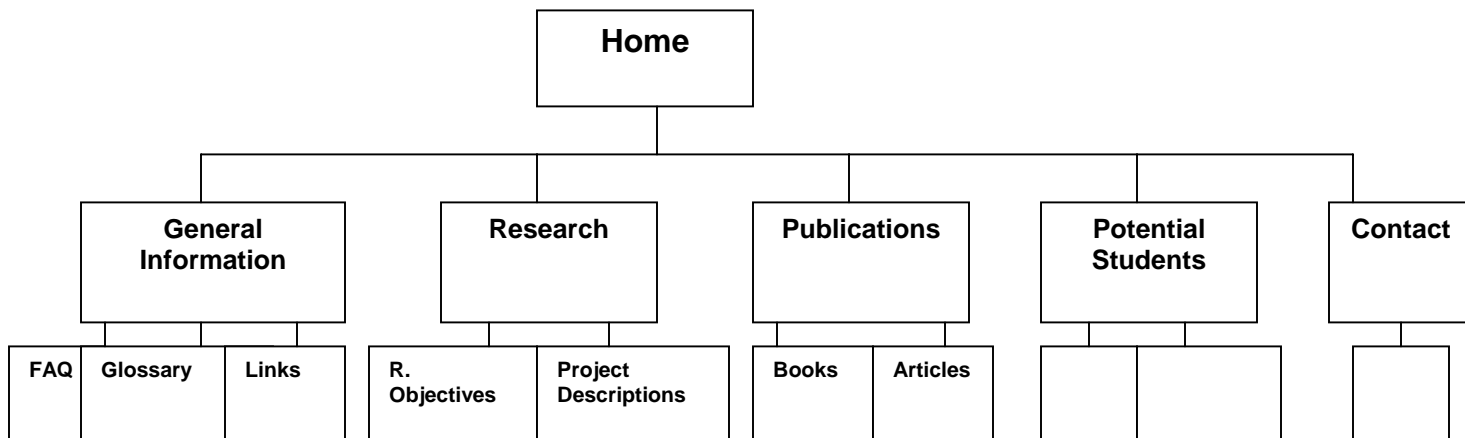 Home
General
Information
Research
Publications
Potential
Students
Contact
FAQ
Glossary
Links
R.
Objectives
Project
Descriptions
Books
Articles